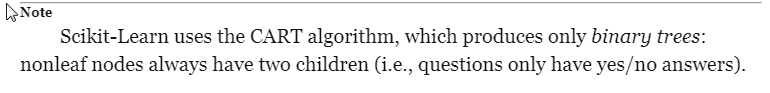 Note
Scikit-Learn uses the CART algorithm, which produces only binary trees:
nonleaf nodes always have two children (i.e., questions only have yes/no answers).